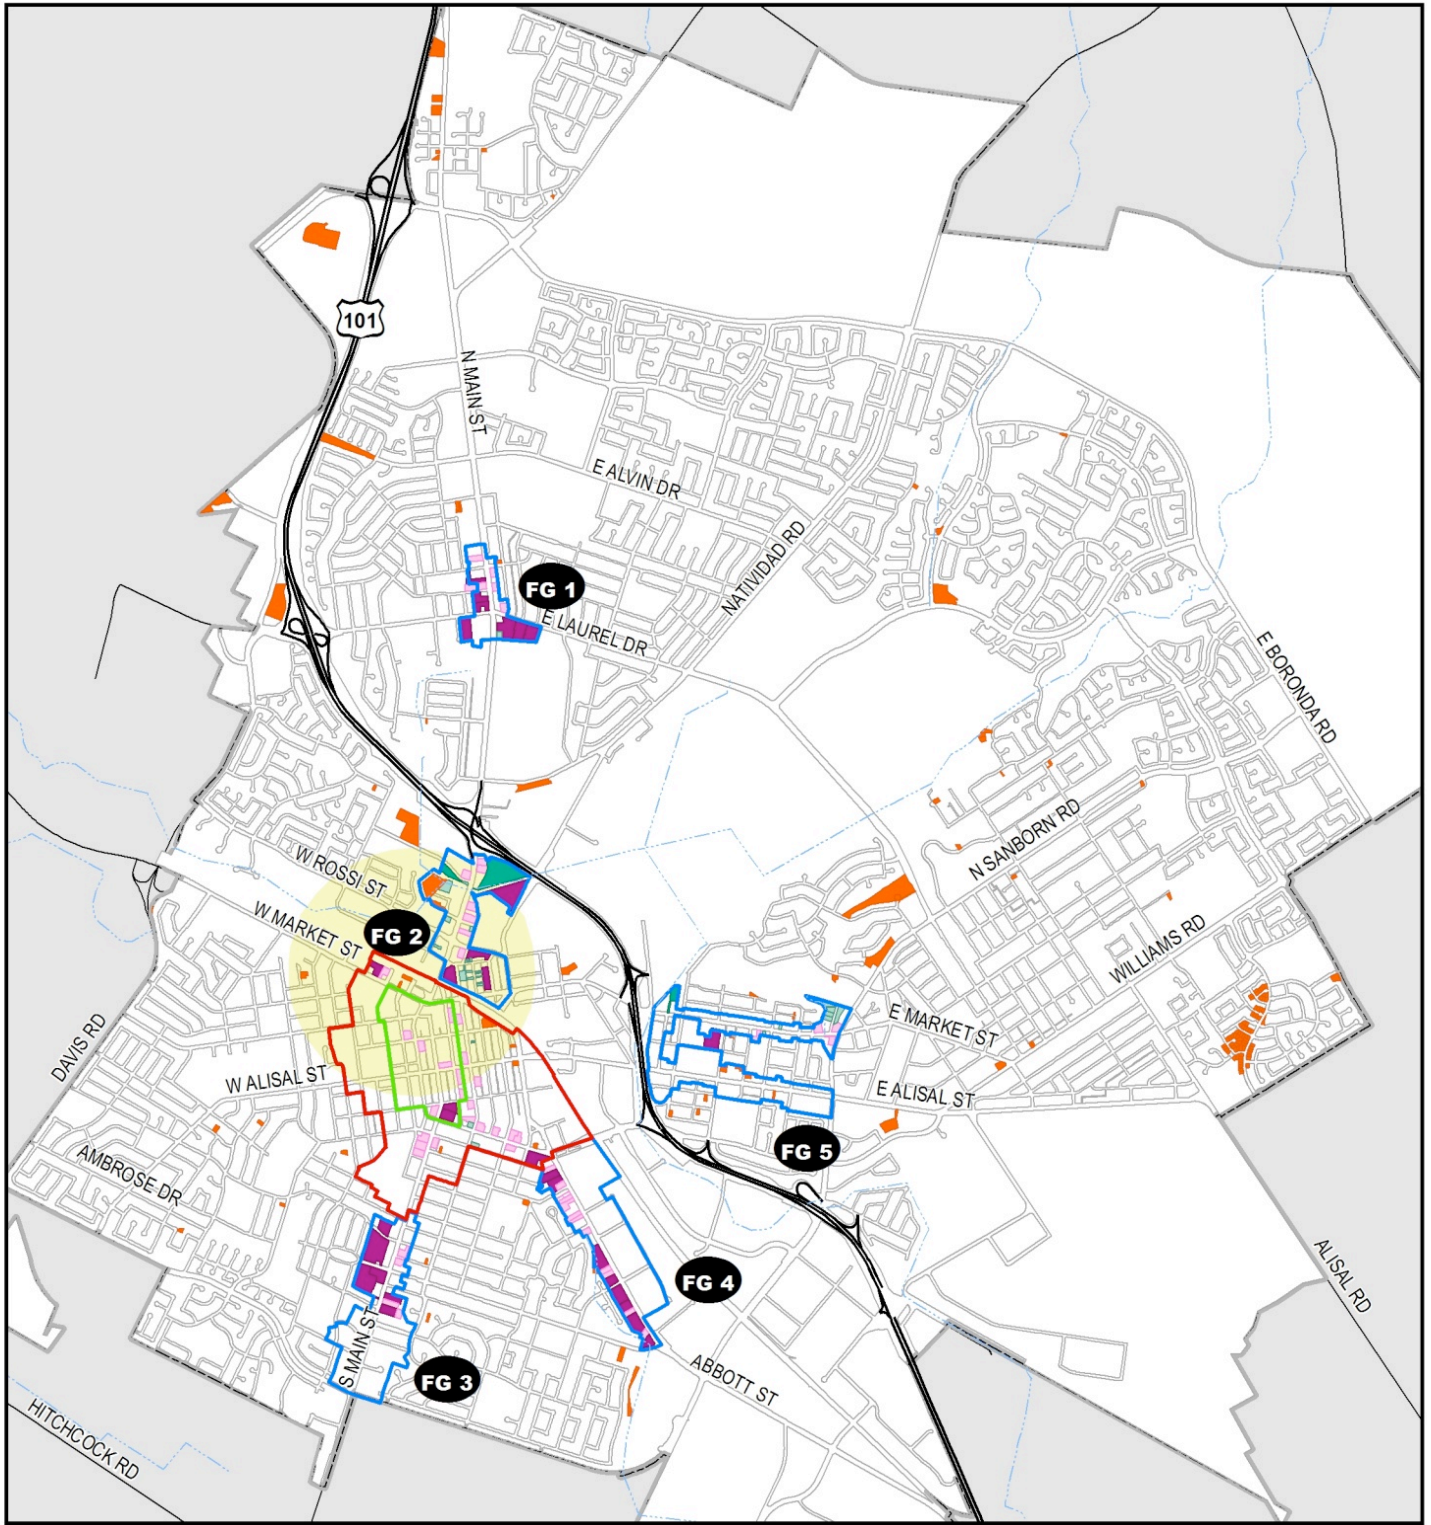 101
N MAIN ST
E ALVIN DR
NATIVIDAD RD
FG 1
E LAUREL DR
E BORONDA RD
N SANBORN RD
W ROSSI ST
W MARKET ST
FG 2
WILLIAMS RD
E MARKET ST
DAVIS RD
W ALISAL ST
E ALISAL ST
FG 5
AMBROSE DR
ALISAL RD
FG 4
S MAIN ST
FG 3
ABBOTT ST
HITCHCOCK RD